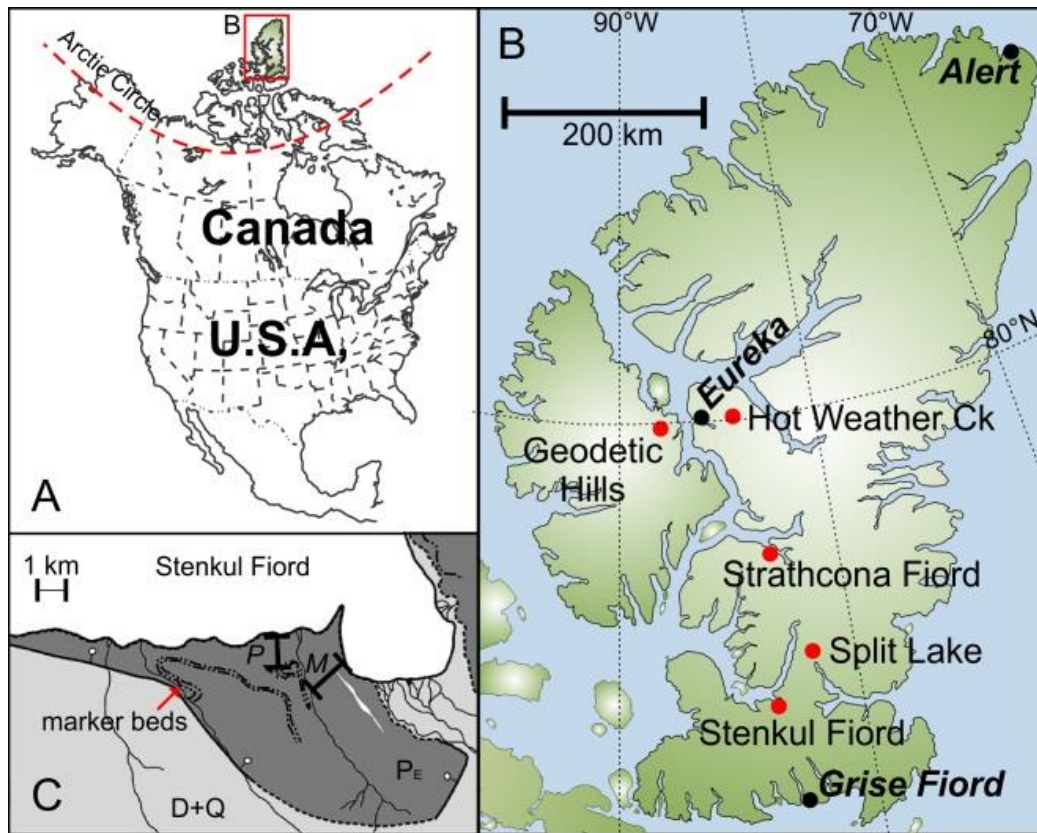 A
B
Arctic Circle
Canada
U.S.A,
B
90°W
70°W
Alert
200 km
80°N
Eureka
Hot Weather Ck
Geodetic
Hills
Strathcona Fiord
Split Lake
Stenkul Fiord
Grise Fiord
C
1 km
Stenkul Fiord
P
M
marker beds
PE
D+Q